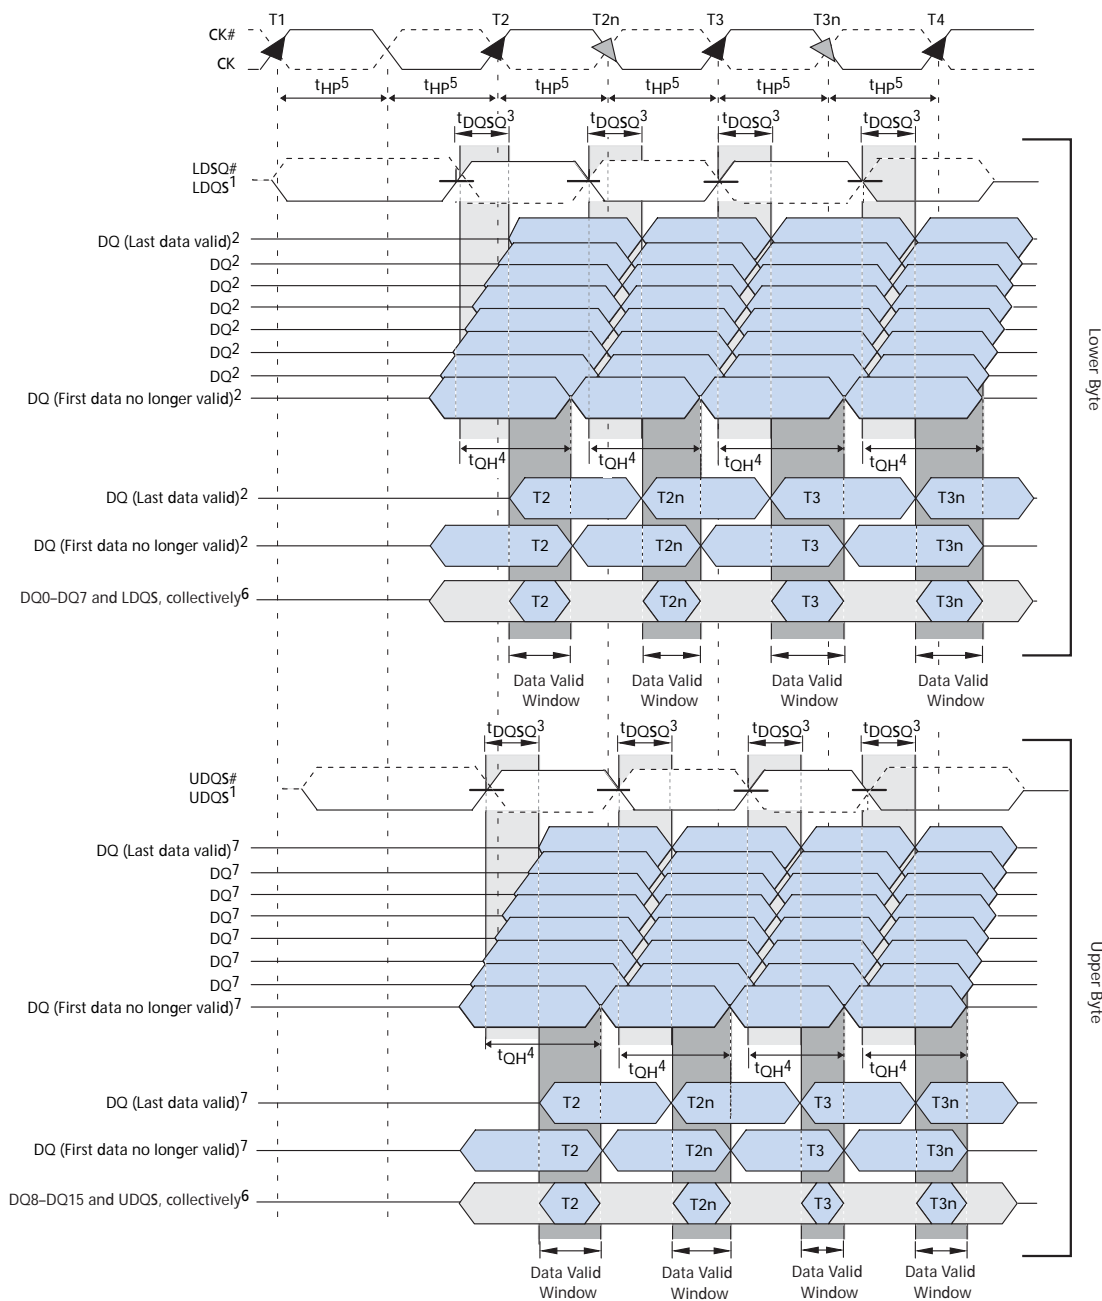 T1 T2 T2n T3 T3n T4
CK#
CK
tHP5 tHP5 tHP5 tHP5 tHP5 tHP5
tDQSQ3 tDQSQ3 tDQSQ3 tDQSQ3
LDSQ#
LDQS1
DQ (Last data valid)2
DQ2
DQ2
DQ2
DQ2
DQ2
DQ2
DQ (First data no longer valid)2
Lower Byte
tQH4 tQH4 tQH4 tQH4
DQ (Last data valid)2 T2 T2n T3 T3n
DQ (First data no longer valid)2 T2 T2n T3 T3n
DQ0–DQ7 and LDQS, collectively6 T2 T2n T3 T3n
Data Valid Data Valid Data Valid Data Valid
Window Window Window Window
tDQSQ3 tDQSQ3 tDQSQ3 tDQSQ3
UDQS#
UDQS1
DQ (Last data valid)7
DQ7
DQ7
DQ7
DQ7
DQ7
DQ7
DQ (First data no longer valid)7
Upper Byte
tQH4 tQH4 tQH4 tQH4
DQ (Last data valid)7 T2 T2n T3 T3n
DQ (First data no longer valid)7 T2 T2n T3 T3n
DQ8–DQ15 and UDQS, collectively6 T2 T2n T3 T3n
Data Valid Data Valid Data Valid Data Valid
Window Window Window Window